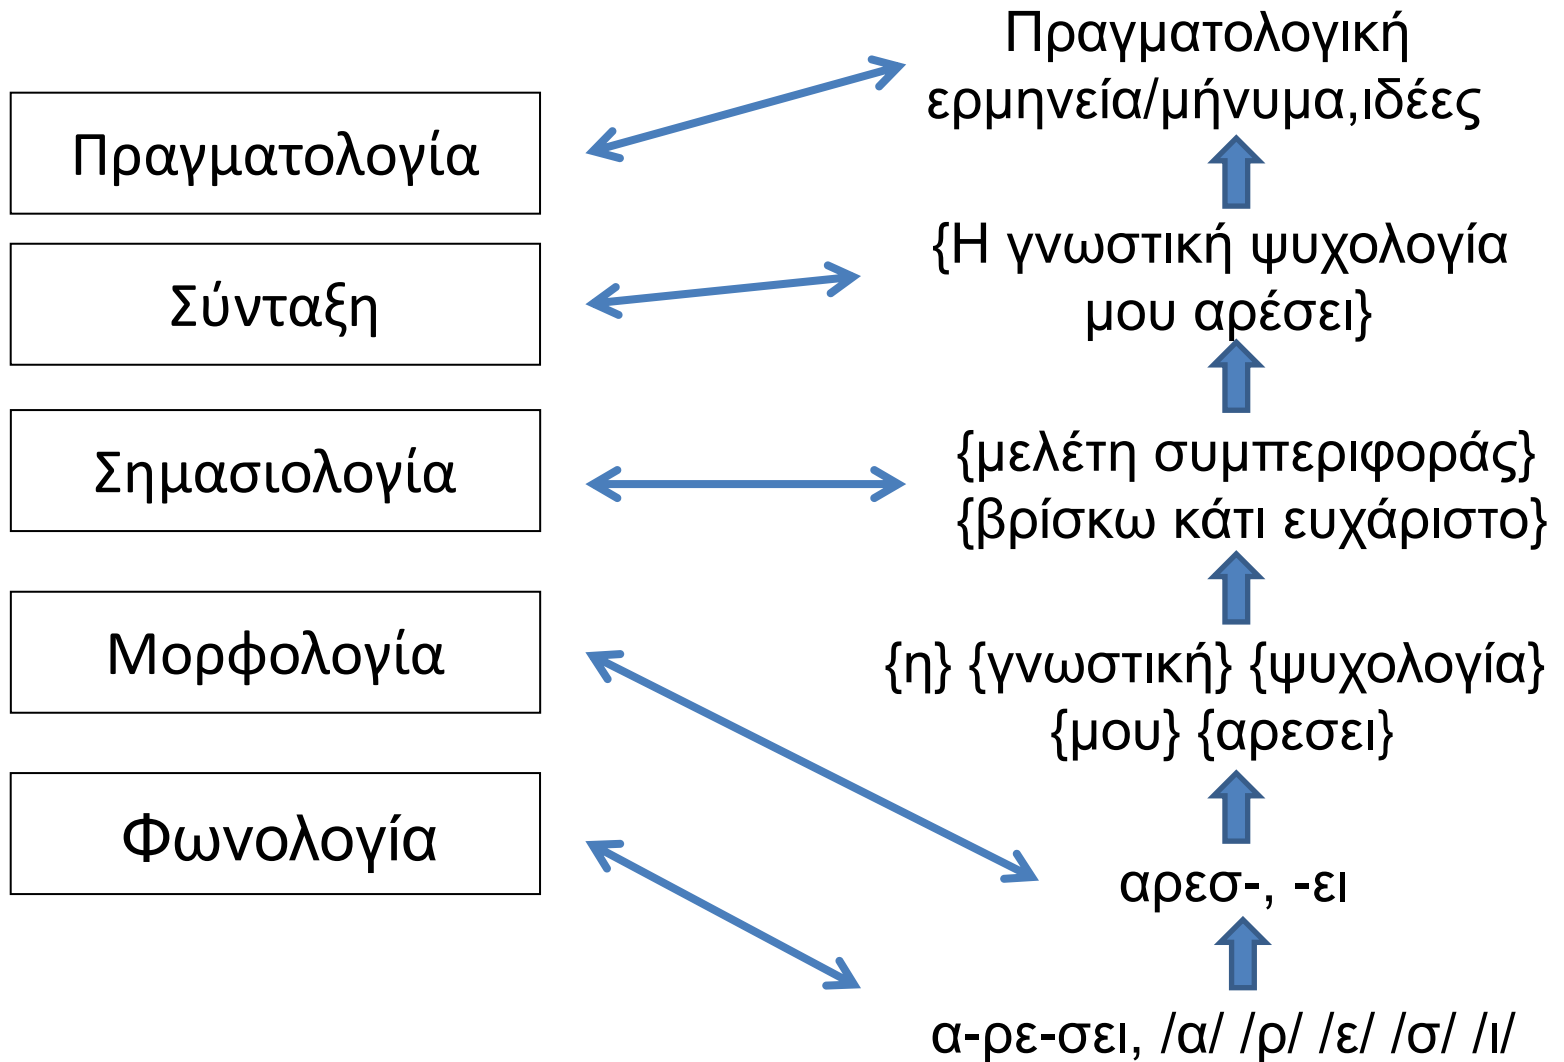 Πραγματολογία
Σύνταξη
Σημασιολογία
Μορφολογία
Φωνολογία
Πραγματολογική
ερμηνεία/μήνυμα,ιδέες
{Η γνωστική ψυχολογία
μου αρέσει}
{μελέτη συμπεριφοράς}
{βρίσκω κάτι ευχάριστο}
{η} {γνωστική} {ψυχολογία}
{μου} {αρεσει}
αρεσ-, -ει
α-ρε-σει, /α/ /ρ/ /ε/ /σ/ /ι/